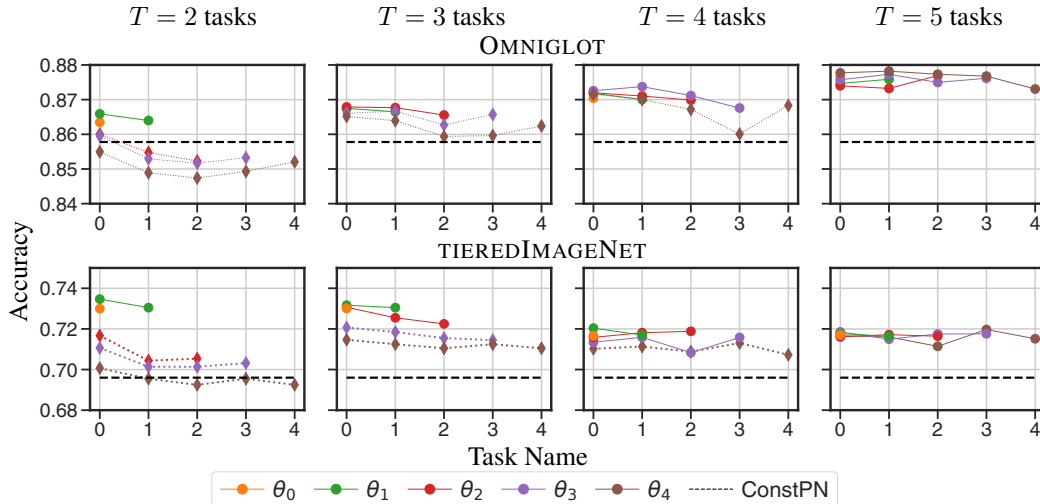 T = 2 tasks T = 3 tasks T = 4 tasks T = 5 tasks
OMNIGLOT
0.88
0.87
0.86
0.85
0.84
0 1 2 3 4 0 1 2 3 4 0 1 2 3 4 0 1 2 3 4
Accuracy
TIEREDIMAGENET
0.74
0.72
0.70
0.68
0 1 2 3 4 0 1 2 3 4 0 1 2 3 4 0 1 2 3 4
Task Name
θ₀ θ₁ θ₂ θ₃ θ₄ ConstPN